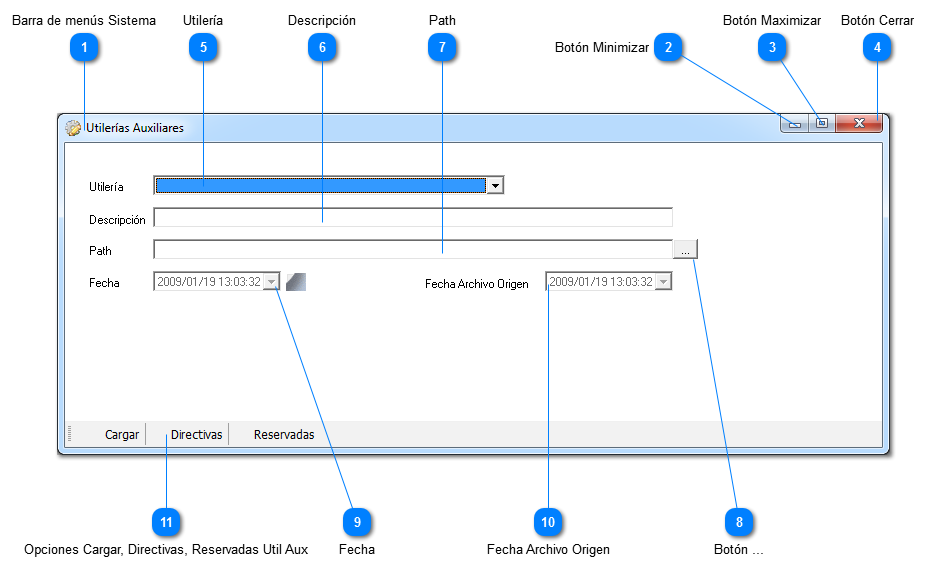 Barra de menús Sistema
Utilería
Descripción
Path
Botón Maximizar
Botón Cerrar
Botón Minimizar
1
5
6
7
2
3
4
Utilerías Auxiliares
Utilería
Descripción
Path
...
Fecha
2009/01/19 13:03:32
Fecha Archivo Origen
2009/01/19 13:03:32
Cargar
Directivas
Reservadas
11
9
10
8
Opciones Cargar, Directivas, Reservadas Util Aux
Fecha
Fecha Archivo Origen
Botón ...